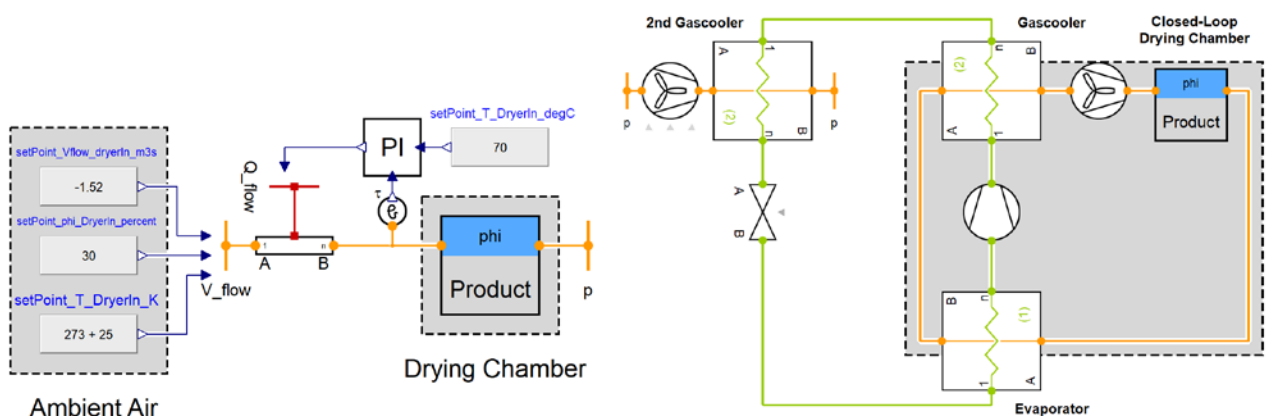 setPoint_Vflow_dryerIn_m3s
-1.52
setPoint_phi_DryerIn_percent
30
setPoint_T_DryerIn_K
273 + 25
Ambient Air
V_flow
Q_flow
1
n
A
B
PI
setPoint_T_DryerIn_degC
70
phi
Product
p
Drying Chamber
2nd Gascooler
p
A
1
(2)
n
B
p
A
B
Gascooler
n
B
(2)
A
1
Closed-Loop
Drying Chamber
phi
Product
B
n
(1)
1
A
Evaporator